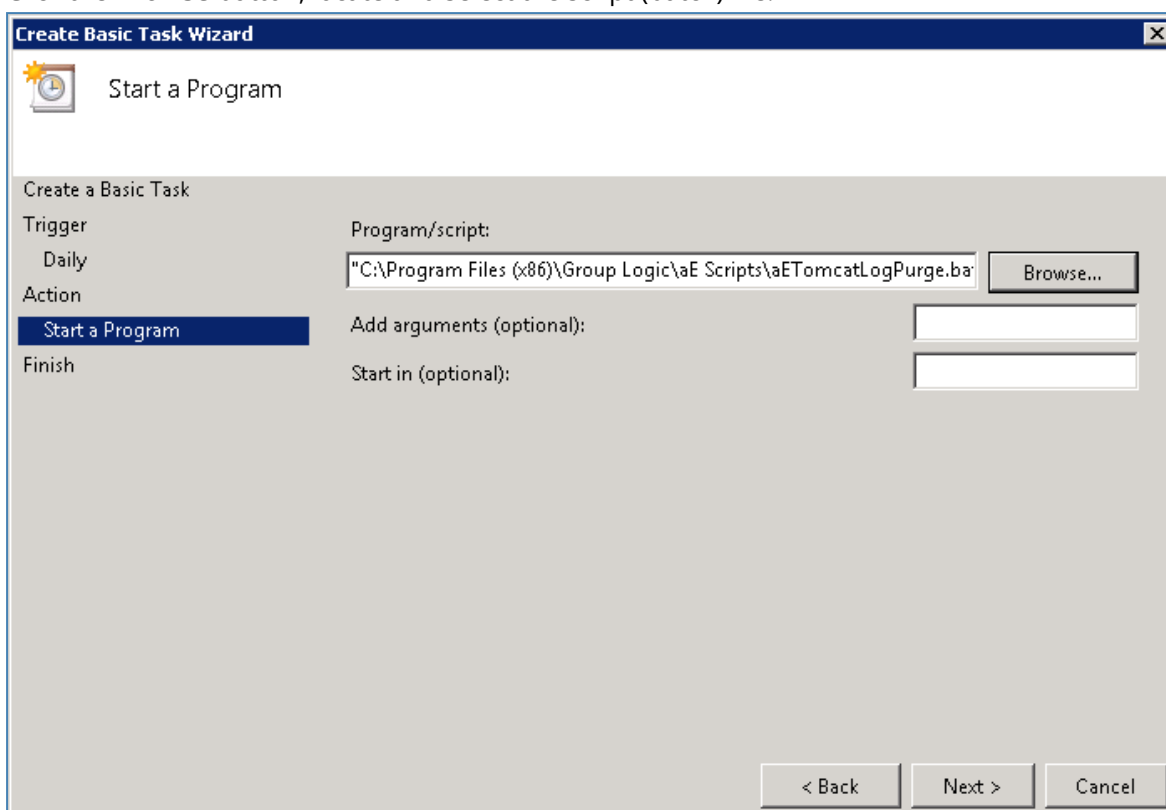 Create Basic Task Wizard
Start a Program
Create a Basic Task
Trigger
Daily
Action
Start a Program
Finish
Program/script:
"C:\Program Files (x86)\Group Logic\aE Scripts\aETomcatLogPurge.ba
Browse...
Add arguments (optional):
Start in (optional):
< Back
Next >
Cancel